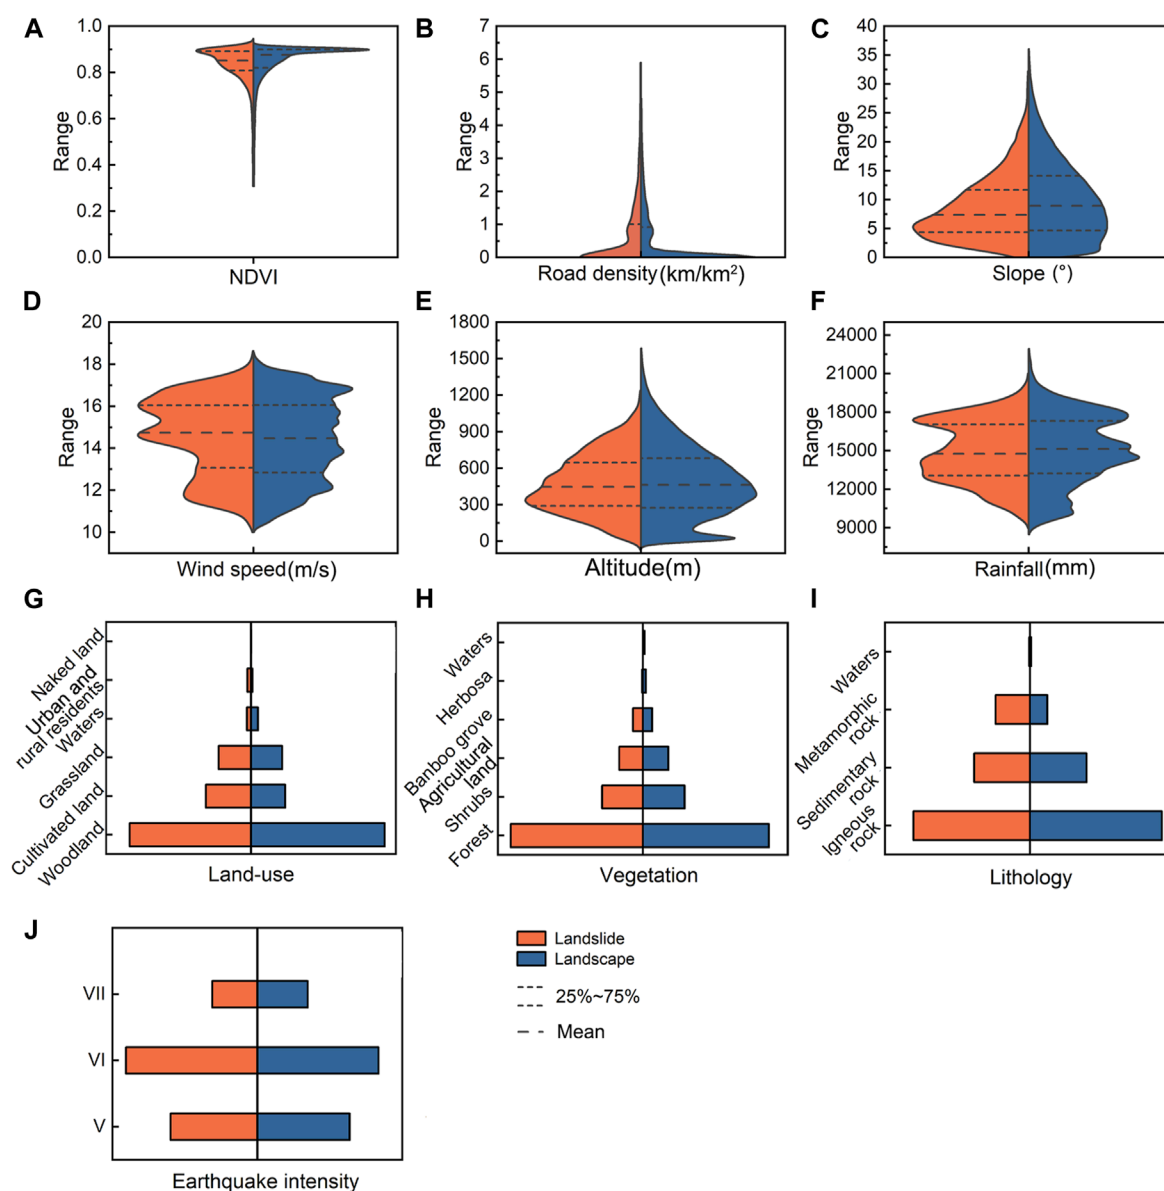 A
1.0
0.8
0.6
0.4
0.2
0.0
Range
NDVI
B
7
6
5
4
3
2
1
0
Range
Road density(km/km²)
C
40
35
30
25
20
15
10
5
0
Range
Slope (°)
D
20
18
16
14
12
10
Range
Wind speed(m/s)
E
1800
1500
1200
900
600
300
0
Range
Altitude(m)
F
24000
21000
18000
15000
12000
9000
Range
Rainfall(mm)
G
Naked land
Urban and
rural residents
Waters
Grassland
Cultivated land
Woodland
Land-use
H
Waters
Herbosa
Banboo grove
Agricultural
land
Shrubs
Forest
Vegetation
I
Waters
Metamorphic
rock
Sedimentary
rock
Igneous
rock
Lithology
J
VII
VI
V
Earthquake intensity
Landslide
Landscape
25%~75%
Mean